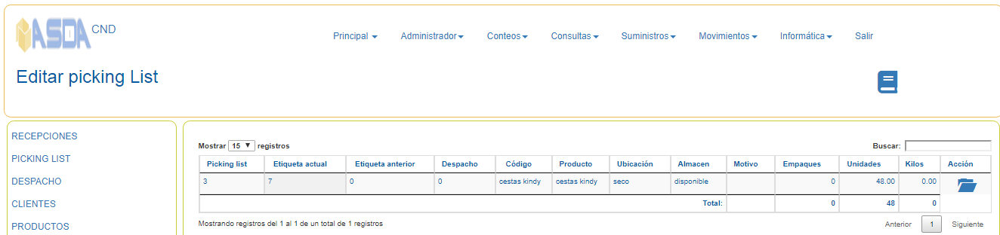 ASDA CND
Principal Administrador Conteos Consultas Suministros Movimientos Informática Salir
Editar picking List
RECEPCIONES
PICKING LIST
DESPACHO
CLIENTES
PRODUCTOS
Mostrar 15 registros Buscar:
Picking list Etiqueta actual Etiqueta anterior Despacho Código Producto Ubicación Almacen Motivo Empaques Unidades Kilos Acción
3 7 0 0 cestas kindy cestas kindy seco disponible 0 48.00 0.00
Total: 0 48 0
Mostrando registros del 1 al 1 de un total de 1 registros Anterior 1 Siguiente